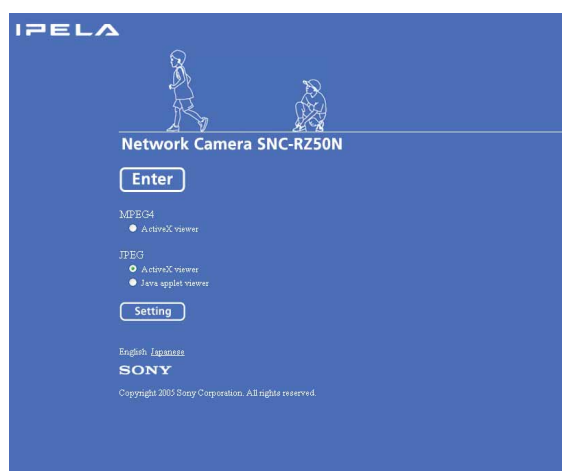 IPELA
Network Camera SNC-RZ50N
Enter
MPEG4
ActiveX viewer
JPEG
ActiveX viewer
Java applet viewer
Setting
English Japanese
SONY
Copyright 2005 Sony Corporation. All rights reserved.